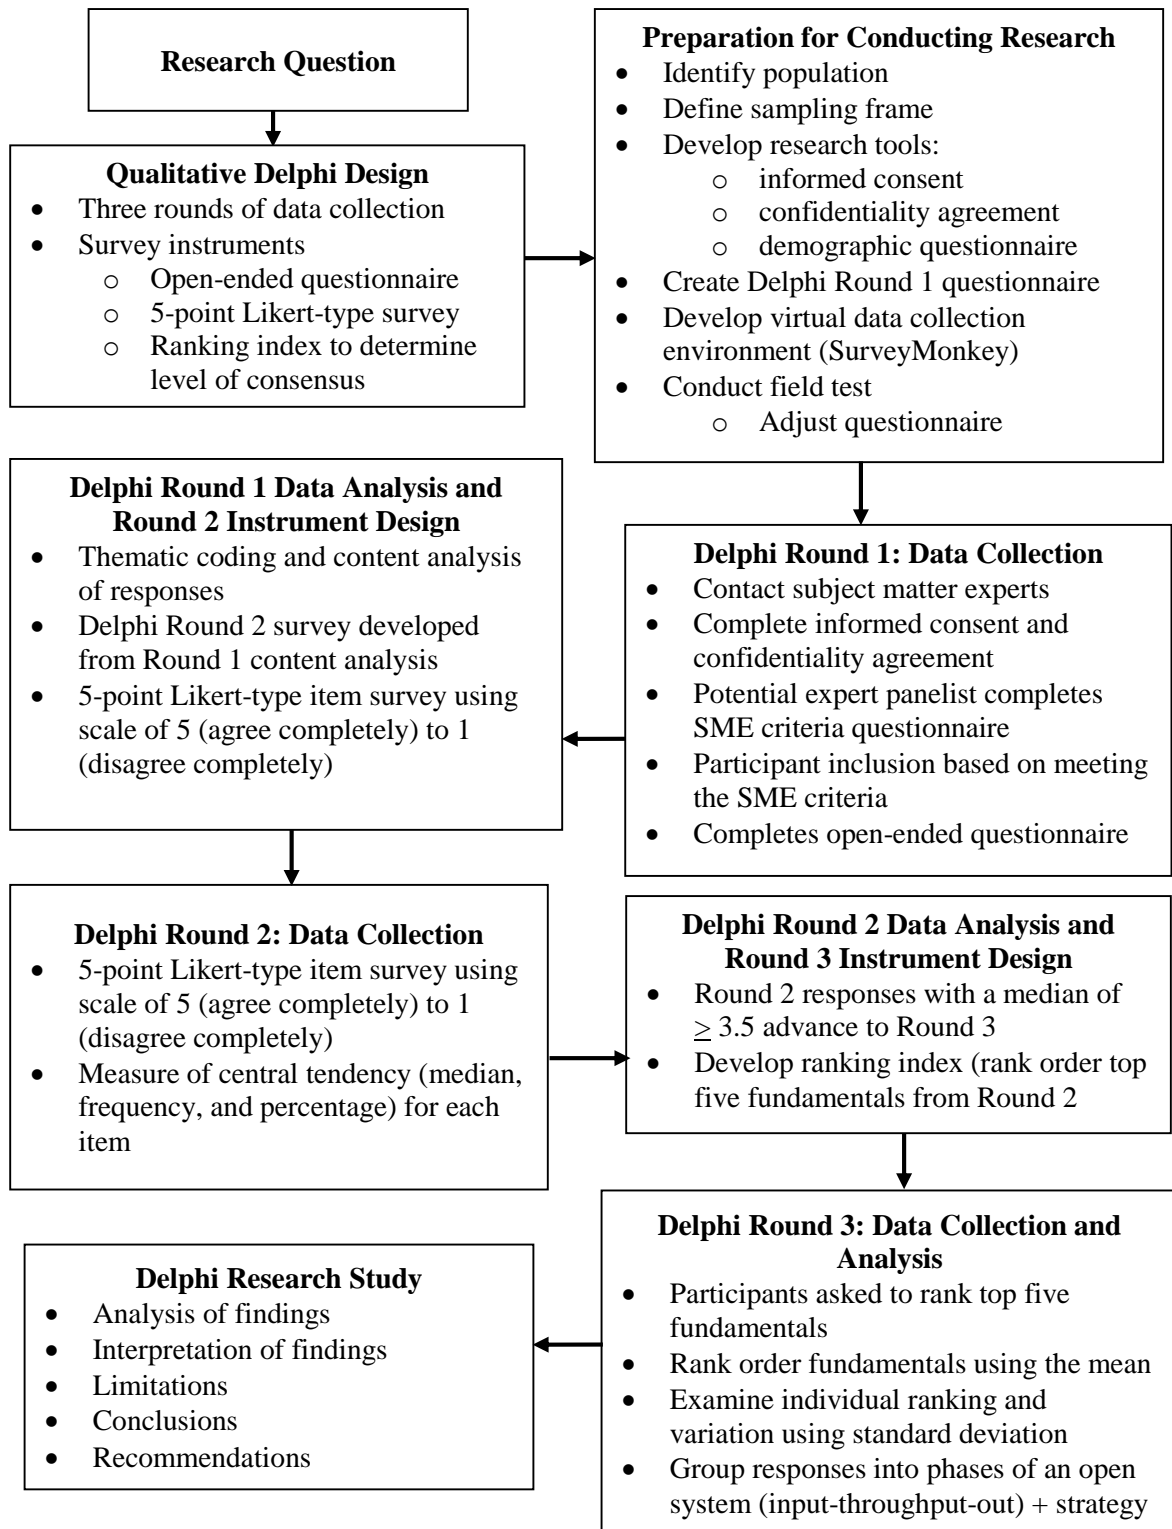 Research Question
Qualitative Delphi Design
• Three rounds of data collection
• Survey instruments
o Open-ended questionnaire
o 5-point Likert-type survey
o Ranking index to determine
level of consensus
Preparation for Conducting Research
• Identify population
• Define sampling frame
• Develop research tools:
o informed consent
o confidentiality agreement
o demographic questionnaire
• Create Delphi Round 1 questionnaire
• Develop virtual data collection
environment (SurveyMonkey)
• Conduct field test
o Adjust questionnaire
Delphi Round 1: Data Collection
• Contact subject matter experts
• Complete informed consent and
confidentiality agreement
• Potential expert panelist completes
SME criteria questionnaire
• Participant inclusion based on meeting
the SME criteria
• Completes open-ended questionnaire
Delphi Round 1 Data Analysis and
Round 2 Instrument Design
• Thematic coding and content analysis
of responses
• Delphi Round 2 survey developed
from Round 1 content analysis
• 5-point Likert-type item survey using
scale of 5 (agree completely) to 1
(disagree completely)
Delphi Round 2: Data Collection
• 5-point Likert-type item survey using
scale of 5 (agree completely) to 1
(disagree completely)
• Measure of central tendency (median,
frequency, and percentage) for each
item
Delphi Round 2 Data Analysis and
Round 3 Instrument Design
• Round 2 responses with a median of
≥ 3.5 advance to Round 3
• Develop ranking index (rank order top
five fundamentals from Round 2
Delphi Round 3: Data Collection and
Analysis
• Participants asked to rank top five
fundamentals
• Rank order fundamentals using the mean
• Examine individual ranking and
variation using standard deviation
• Group responses into phases of an open
system (input-throughput-out) + strategy
Delphi Research Study
• Analysis of findings
• Interpretation of findings
• Limitations
• Conclusions
• Recommendations